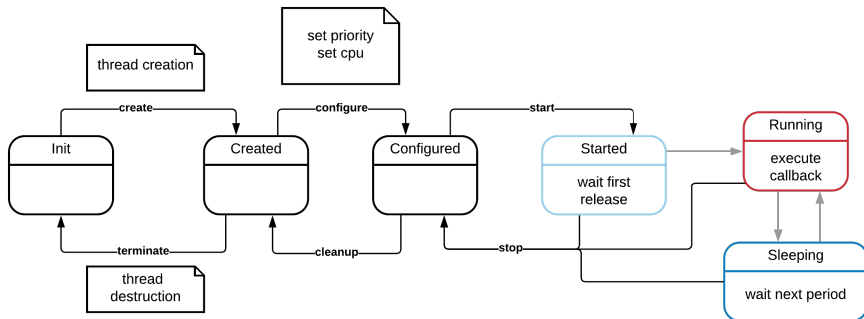 set priority
set cpu
thread creation
create
configure
start
Init
Created
Configured
Started
wait first
release
Running
execute
callback
terminate
cleanup
stop
thread
destruction
Sleeping
wait next period